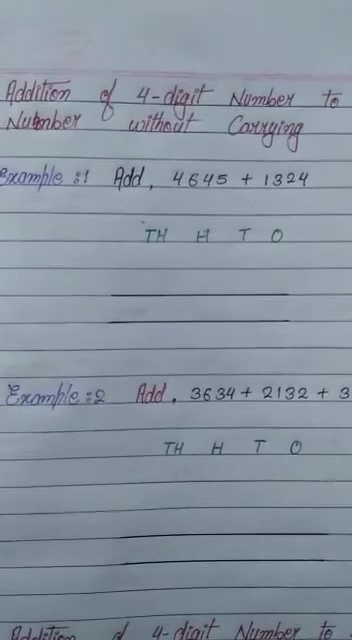 Addition of 4-digit Number to
Number without Carrying
Example :1 Add, 4645 + 1324
TH H T O
Example :2 Add, 3634 + 2132 + 3
TH H T O
Addition of 4-digit Number to